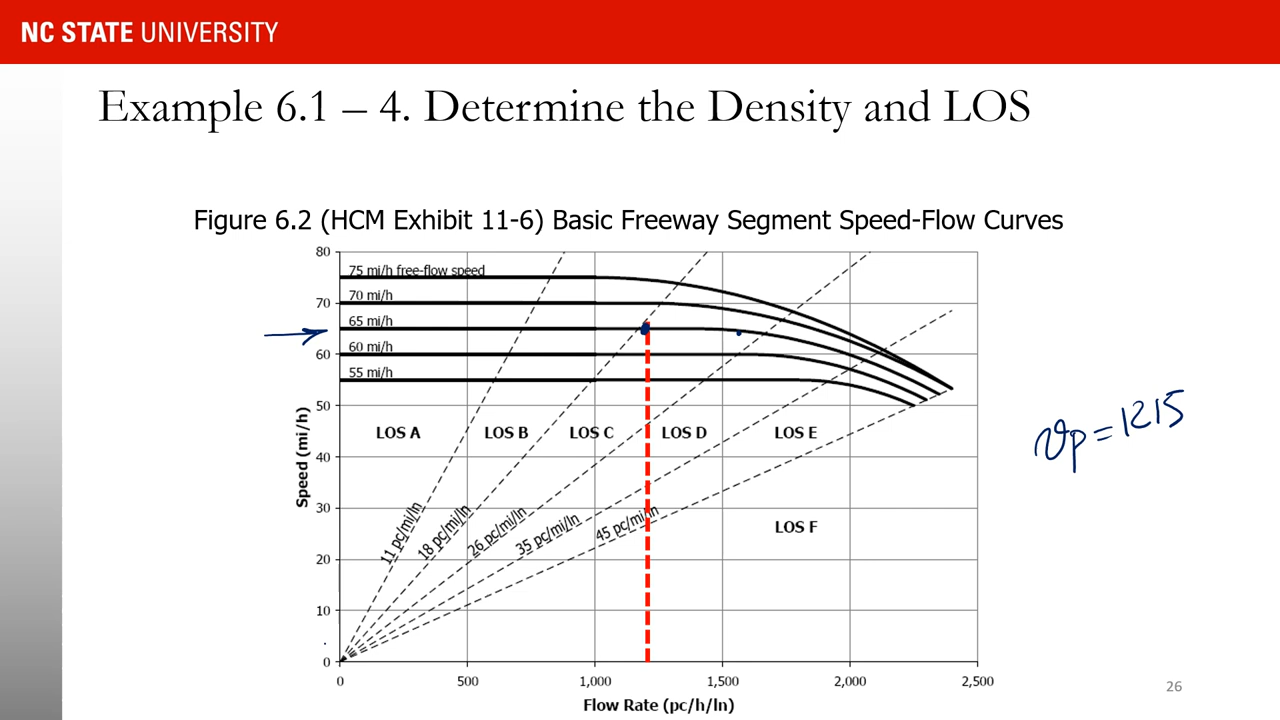 NC STATE UNIVERSITY
Example 6.1 – 4. Determine the Density and LOS
Figure 6.2 (HCM Exhibit 11-6) Basic Freeway Segment Speed-Flow Curves
80
75 mi/h free-flow speed
70
70 mi/h
65 mi/h
60
60 mi/h
55 mi/h
50
40
30
20
10
0
Speed (mi/h)
LOS A
LOS B
LOS C
LOS D
LOS E
LOS F
11 pc/mi/ln
18 pc/mi/ln
26 pc/mi/ln
35 pc/mi/ln
45 pc/mi/ln
0
500
1,000
1,500
2,000
2,500
Flow Rate (pc/h/ln)
vp = 1215
26